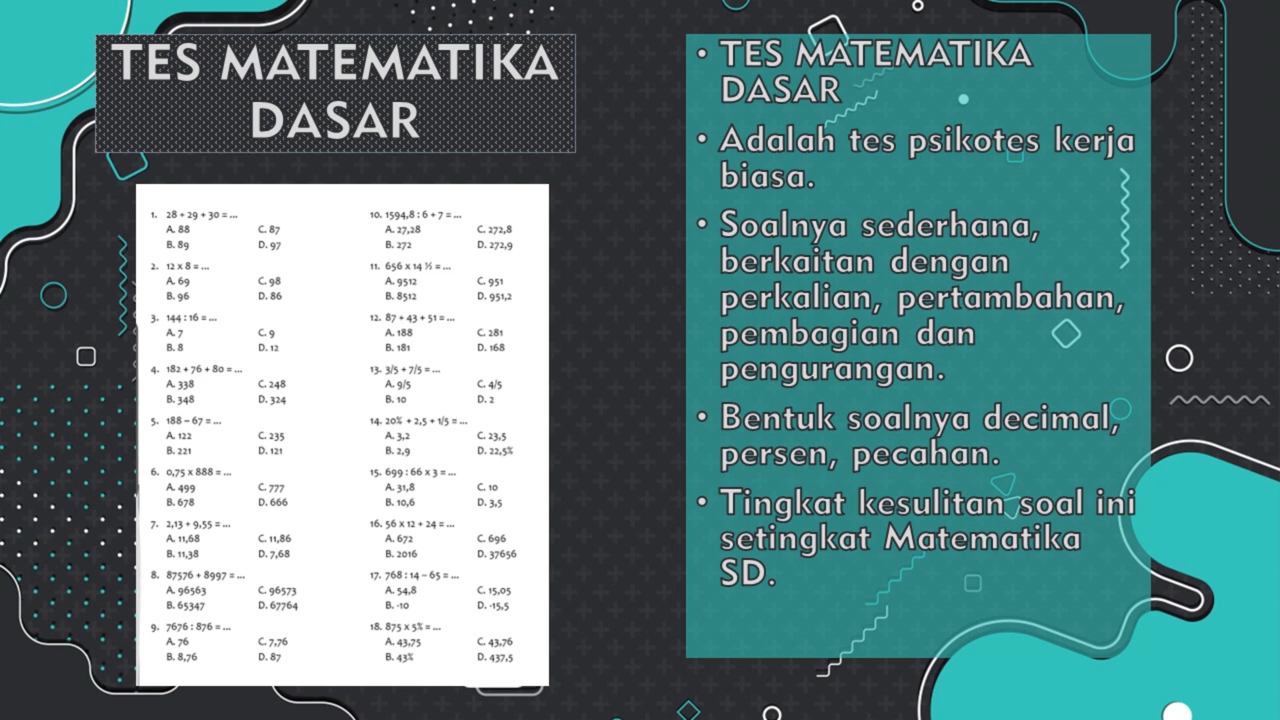 TES MATEMATIKA
DASAR
1. 28 + 29 + 30 = ...
A. 88 C. 87
B. 89 D. 97
2. 12 x 8 = ...
A. 69 C. 98
B. 96 D. 86
3. 144 : 16 = ...
A. 7 C. 9
B. 8 D. 12
4. 182 + 76 + 80 = ...
A. 338 C. 248
B. 348 D. 324
5. 188 – 67 = ...
A. 122 C. 235
B. 221 D. 121
6. 0,75 x 888 = ...
A. 499 C. 777
B. 678 D. 666
7. 2,13 + 9,55 = ...
A. 11,68 C. 11,86
B. 11,38 D. 7,68
8. 87576 + 8997 = ...
A. 96563 C. 96573
B. 65347 D. 67764
9. 7676 : 876 = ...
A. 76 C. 7,76
B. 8,76 D. 87
10. 1594,8 : 6 + 7 = ...
A. 27,28 C. 272,8
B. 272 D. 272,9
11. 656 x 14 ½ = ...
A. 9512 C. 951
B. 8512 D. 951,2
12. 87 + 43 + 51 = ...
A. 188 C. 281
B. 181 D. 168
13. 3/5 + 7/5 = ...
A. 9/5 C. 4/5
B. 10 D. 2
14. 20% + 2,5 + 1/5 = ...
A. 3,2 C. 23,5
B. 2,9 D. 22,5%
15. 699 : 66 x 3 = ...
A. 31,8 C. 10
B. 10,6 D. 3,5
16. 56 x 12 + 24 = ...
A. 672 C. 696
B. 2016 D. 37656
17. 768 : 14 – 65 = ...
A. 54,8 C. 15,05
B. -10 D. -15,5
18. 875 x 5% = ...
A. 43,75 C. 43,76
B. 43% D. 437,5
• TES MATEMATIKA
DASAR
• Adalah tes psikotes kerja
biasa.
• Soalnya sederhana,
berkaitan dengan
perkalian, pertambahan,
pembagian dan
pengurangan.
• Bentuk soalnya decimal,
persen, pecahan.
• Tingkat kesulitan soal ini
setingkat Matematika
SD.